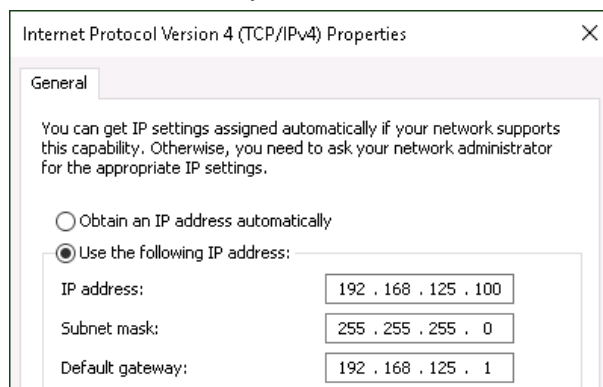 Internet Protocol Version 4 (TCP/IPv4) Properties
General
You can get IP settings assigned automatically if your network supports
this capability. Otherwise, you need to ask your network administrator
for the appropriate IP settings.
Obtain an IP address automatically
Use the following IP address:
IP address: 192 . 168 . 125 . 100
Subnet mask: 255 . 255 . 255 . 0
Default gateway: 192 . 168 . 125 . 1